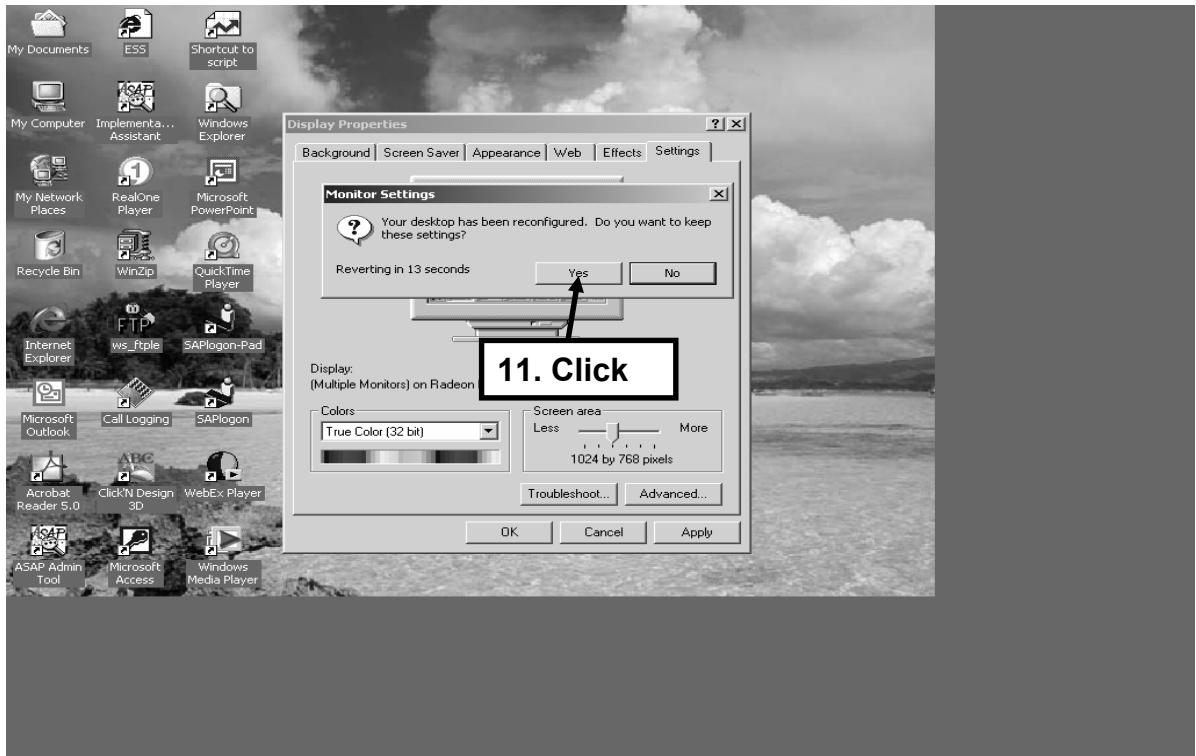 My Documents
ESS
Shortcut to
script
My Computer
Implementa...
Assistant
Windows
Explorer
My Network
Places
RealOne
Player
Microsoft
PowerPoint
Recycle Bin
WinZip
QuickTime
Player
Internet
Explorer
FTP
ws_ftple
SAPlogon-Pad
Microsoft
Outlook
Call Logging
SAPlogon
Acrobat
Reader 5.0
ABC
Click'N Design
3D
WebEx Player
ASAP
ASAP Admin
Tool
Microsoft
Access
Windows
Media Player
Display Properties
Background
Screen Saver
Appearance
Web
Effects
Settings
Monitor Settings
Your desktop has been reconfigured. Do you want to keep
these settings?
Reverting in 13 seconds
Yes
No
11. Click
Display:
(Multiple Monitors) on Radeon
Colors
True Color (32 bit)
Screen area
Less
More
1024 by 768 pixels
Troubleshoot...
Advanced...
OK
Cancel
Apply